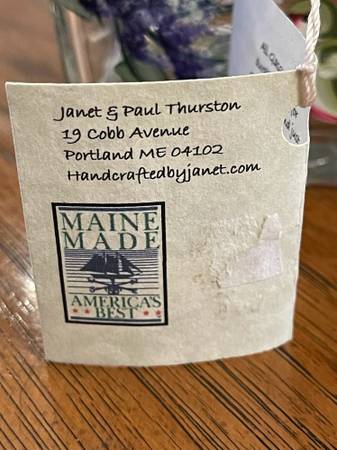 Janet & Paul Thurston
19 Cobb Avenue
Portland ME 04102
Handcraftedbyjanet.com
MAINE
MADE
AMERICA'S
BEST